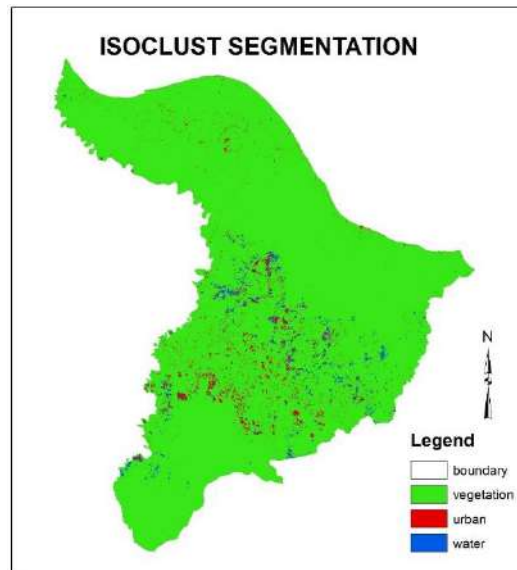 ISOCLUST SEGMENTATION
N
Legend
boundary
vegetation
urban
water